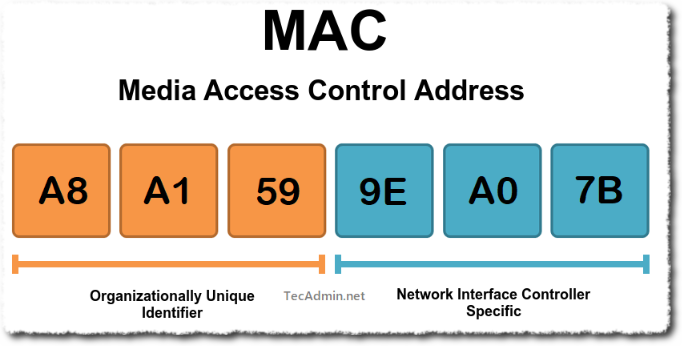 MAC
Media Access Control Address
A8 A1 59 9E A0 7B
Organizationally Unique
Identifier
TecAdmin.net
Network Interface Controller
Specific